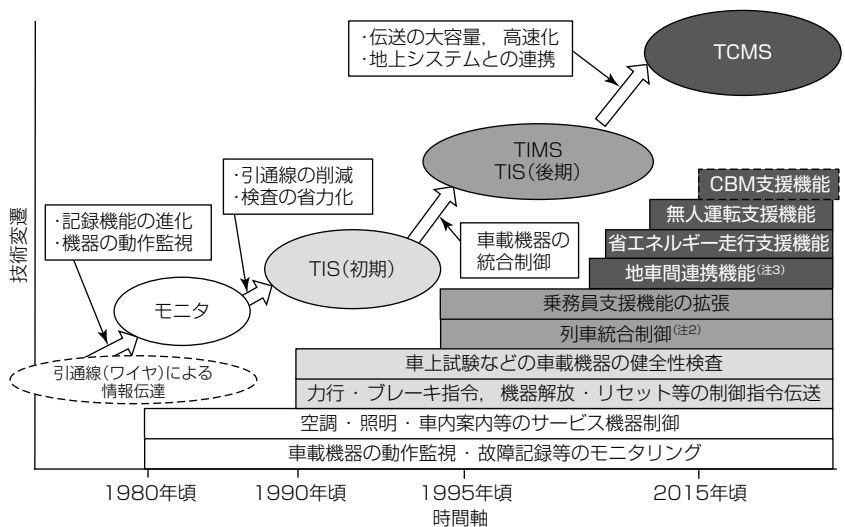 ・伝送の大容量，高速化
・地上システムとの連携
TCMS
TIMS
TIS（後期）
・引通線の削減
・検査の省力化
CBM支援機能
・記録機能の進化
・機器の動作監視
無人運転支援機能
車載機器の
統合制御
省エネルギー走行支援機能
技術変遷
TIS（初期）
地車間連携機能（注3）
モニタ
乗務員支援機能の拡張
列車統合制御（注2）
引通線（ワイヤ）による
情報伝達
車上試験などの車載機器の健全性検査
力行・ブレーキ指令，機器解放・リセット等の制御指令伝送
空調・照明・車内案内等のサービス機器制御
車載機器の動作監視・故障記録等のモニタリング
1980年頃
1990年頃
1995年頃
2015年頃
時間軸